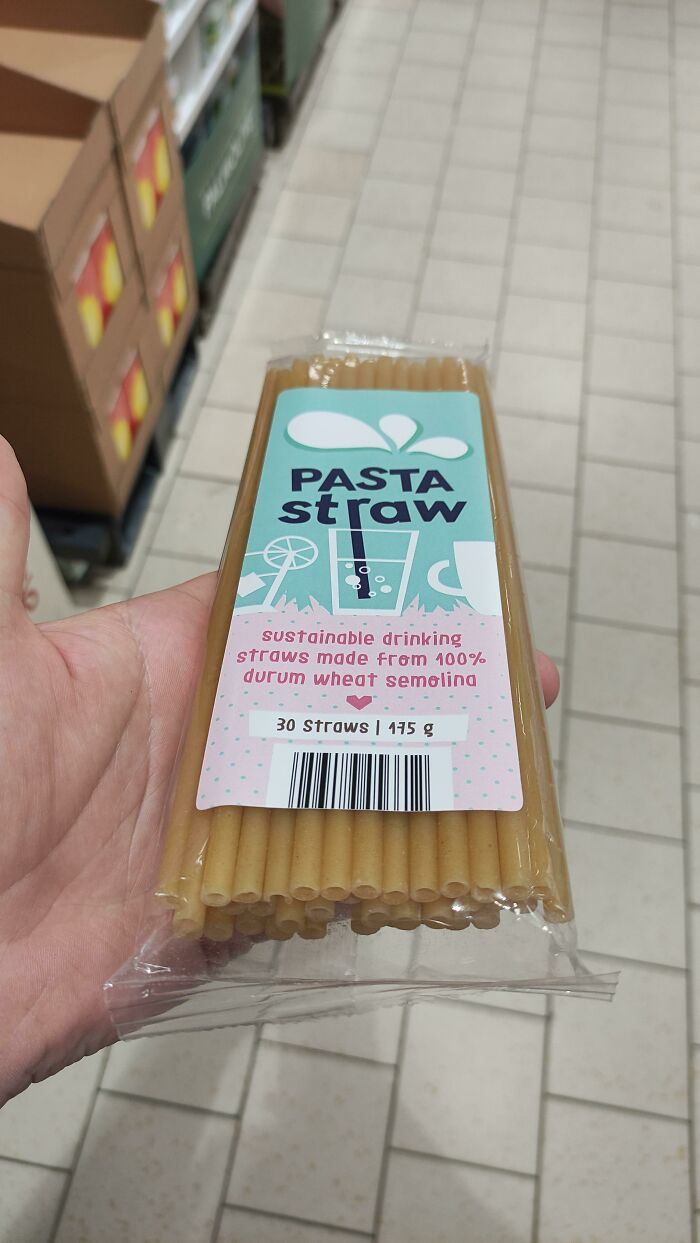 PASTA
straw
sustainable drinking
straws made from 100%
durum wheat semolina
30 Straws | 175 g